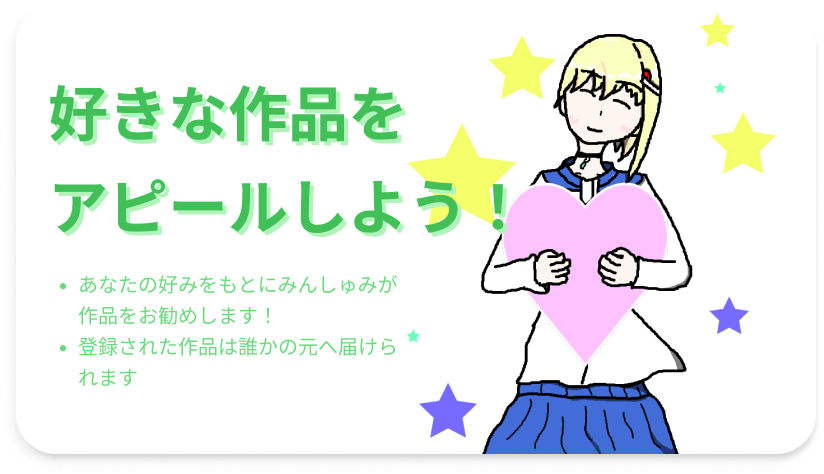 好きな作品を
アピールしよう！
あなたの好みをもとにみんしゅみが
作品をお勧めします！
登録された作品は誰かの元へ届けら
れます